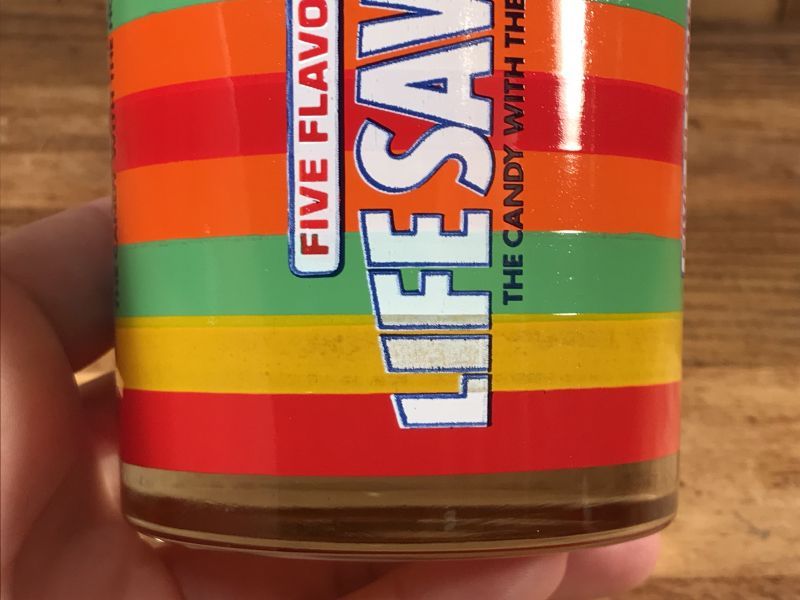 FIVE FLAVO
LIFE SAV
THE CANDY WITH THE